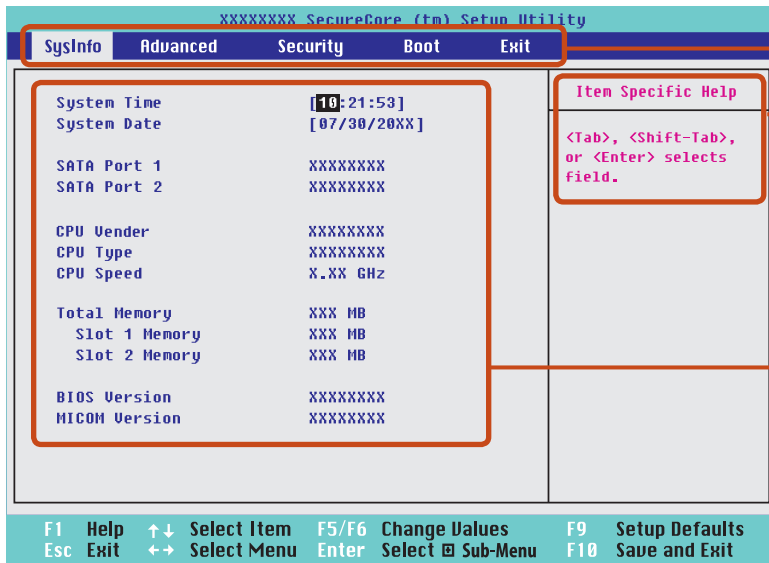 XXXXXXXX SecureCore (tm) Setup Utility
SysInfo Advanced Security Boot Exit
System Time [10:21:53]
System Date [07/30/20XX]
SATA Port 1 XXXXXXXX
SATA Port 2 XXXXXXXX
CPU Vender XXXXXXXX
CPU Type XXXXXXXX
CPU Speed X.XX GHz
Total Memory XXX MB
Slot 1 Memory XXX MB
Slot 2 Memory XXX MB
BIOS Version XXXXXXXX
MICOM Version XXXXXXXX
Item Specific Help
<Tab>, <Shift-Tab>,
or <Enter> selects
field.
F1 Help ↑↓ Select Item F5/F6 Change Values F9 Setup Defaults
Esc Exit ←→ Select Menu Enter Select Sub-Menu F10 Save and Exit